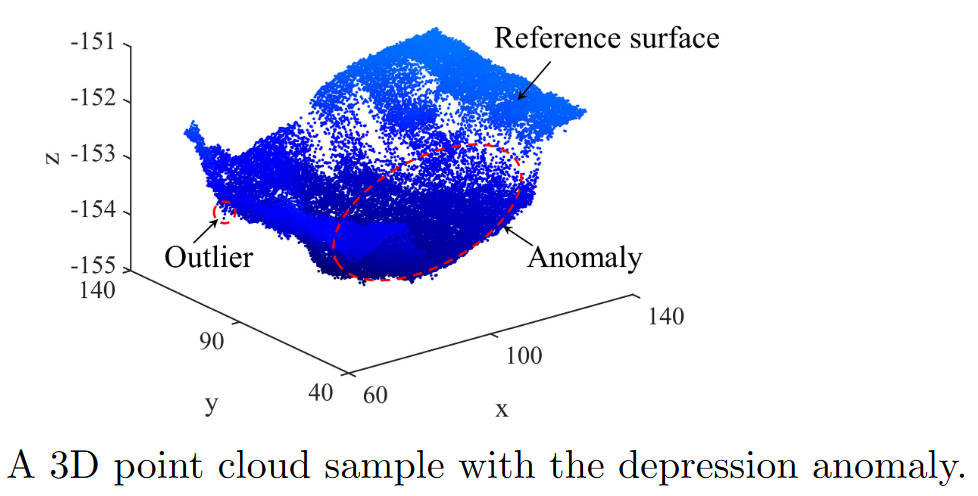 -151
Reference surface
-152
z
-153
-154
Outlier
Anomaly
-155
140
140
90
100
40
60
y
x
A 3D point cloud sample with the depression anomaly.